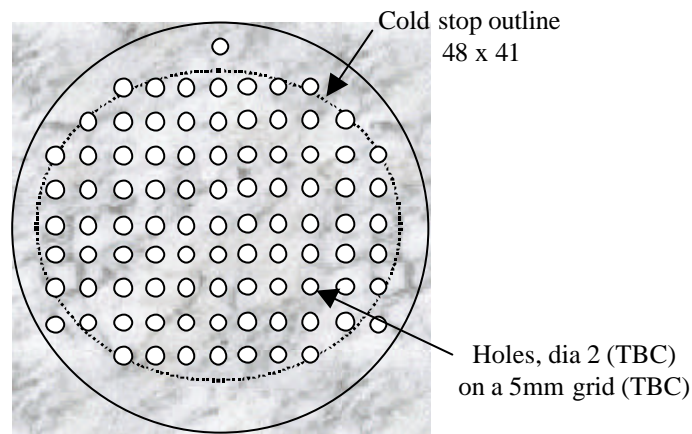 Cold stop outline
48 x 41
Holes, dia 2 (TBC)
on a 5mm grid (TBC)